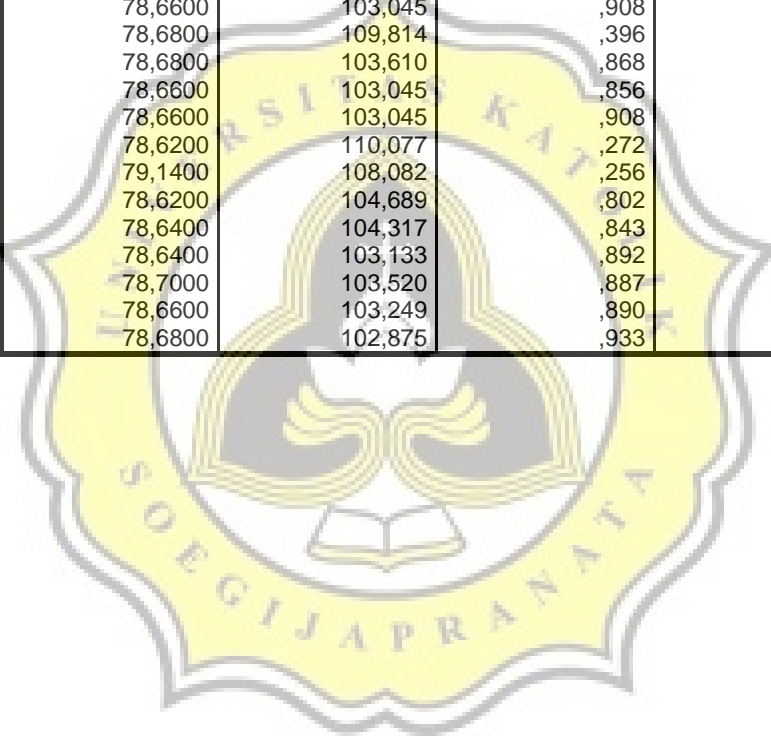 78,6600 103,045 ,908
78,6800 109,814 ,396
78,6800 103,610 ,868
78,6600 103,045 ,856
78,6600 103,045 ,908
78,6200 110,077 ,272
79,1400 108,082 ,256
78,6200 104,689 ,802
78,6400 104,317 ,843
78,6400 103,133 ,892
78,7000 103,520 ,887
78,6600 103,249 ,890
78,6800 102,875 ,933
UNIVERSITAS KATOLIK
SOEGIJAPRANATA